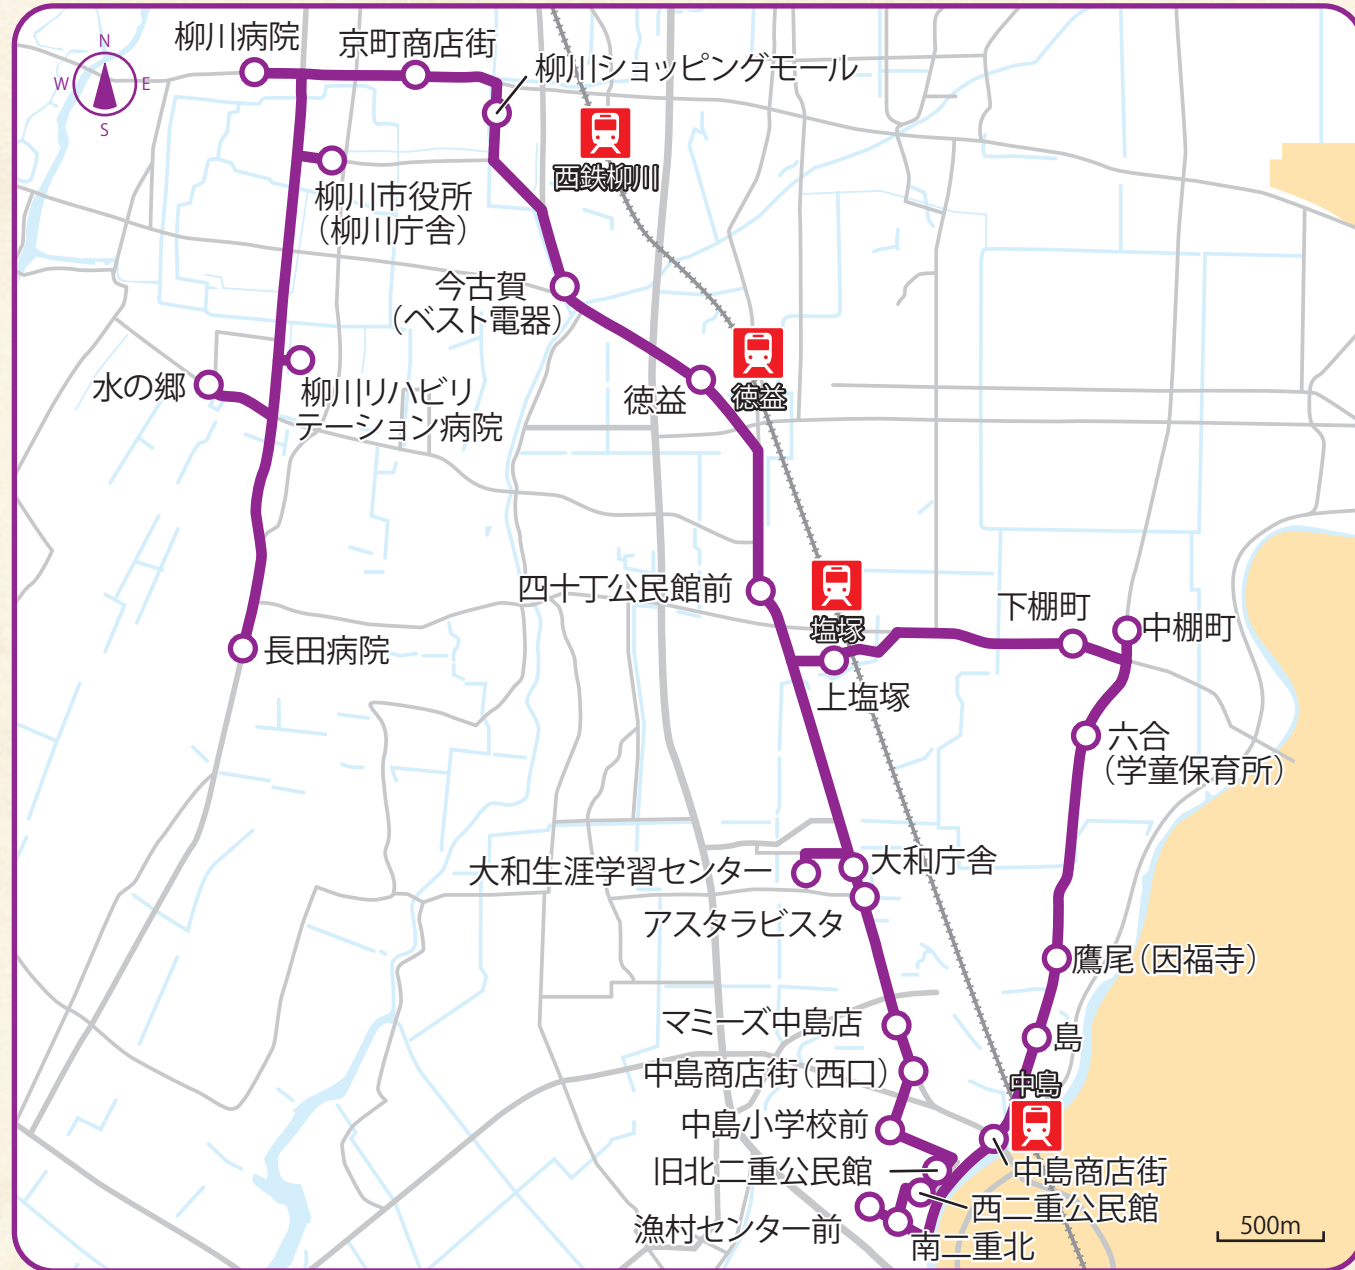 柳川病院
京町商店街
柳川ショッピングモール
N
W
E
S
西鉄柳川
柳川市役所
（柳川庁舎）
今古賀
（ベスト電器）
水の郷
柳川リハビリ
テーション病院
徳益
徳益
四十丁公民館前
塩塚
下棚町
中棚町
長田病院
上塩塚
六合
（学童保育所）
大和生涯学習センター
大和庁舎
アスタラビスタ
鷹尾（因福寺）
マミーズ中島店
島
中島商店街（西口）
中島
中島小学校前
旧北二重公民館
中島商店街
西二重公民館
漁村センター前
南二重北
500m